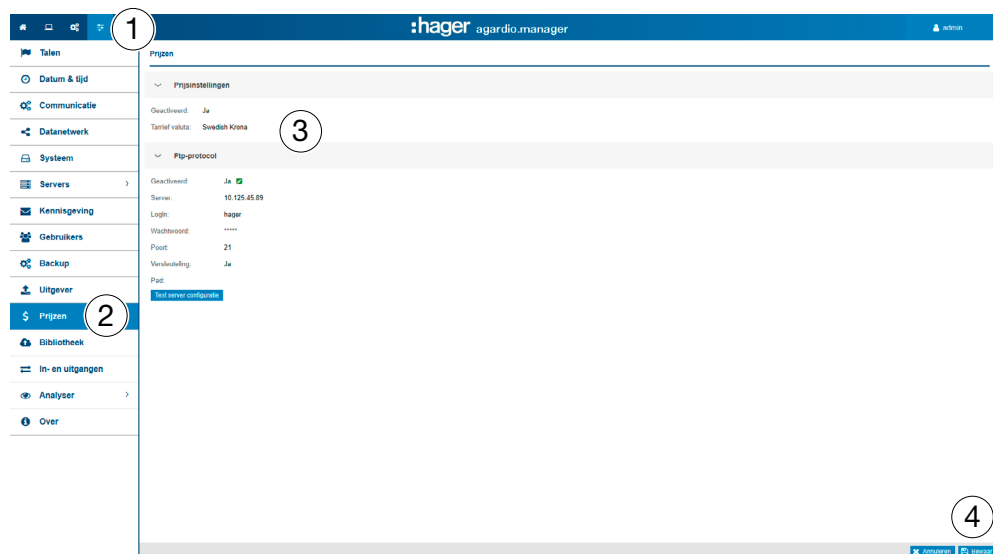 1
:hager agardio.manager
admin
Talen
Datum & tijd
Communicatie
Datanetwerk
Systeem
Servers
Kennisgeving
Gebruikers
Backup
Uitgever
$ Prijzen
2
Bibliotheek
In- en uitgangen
Analyser
Over
Prijzen
Prijsinstellingen
Geactiveerd: Ja
Tarrief valuta: Swedish Krona
3
Ftp-protocol
Geactiveerd: Ja
Server: 10.125.45.89
Login: hager
Wachtwoord: *****
Poort: 21
Versleuteling: Ja
Pad:
Test server configuratie
4
Annuleren Bewaar